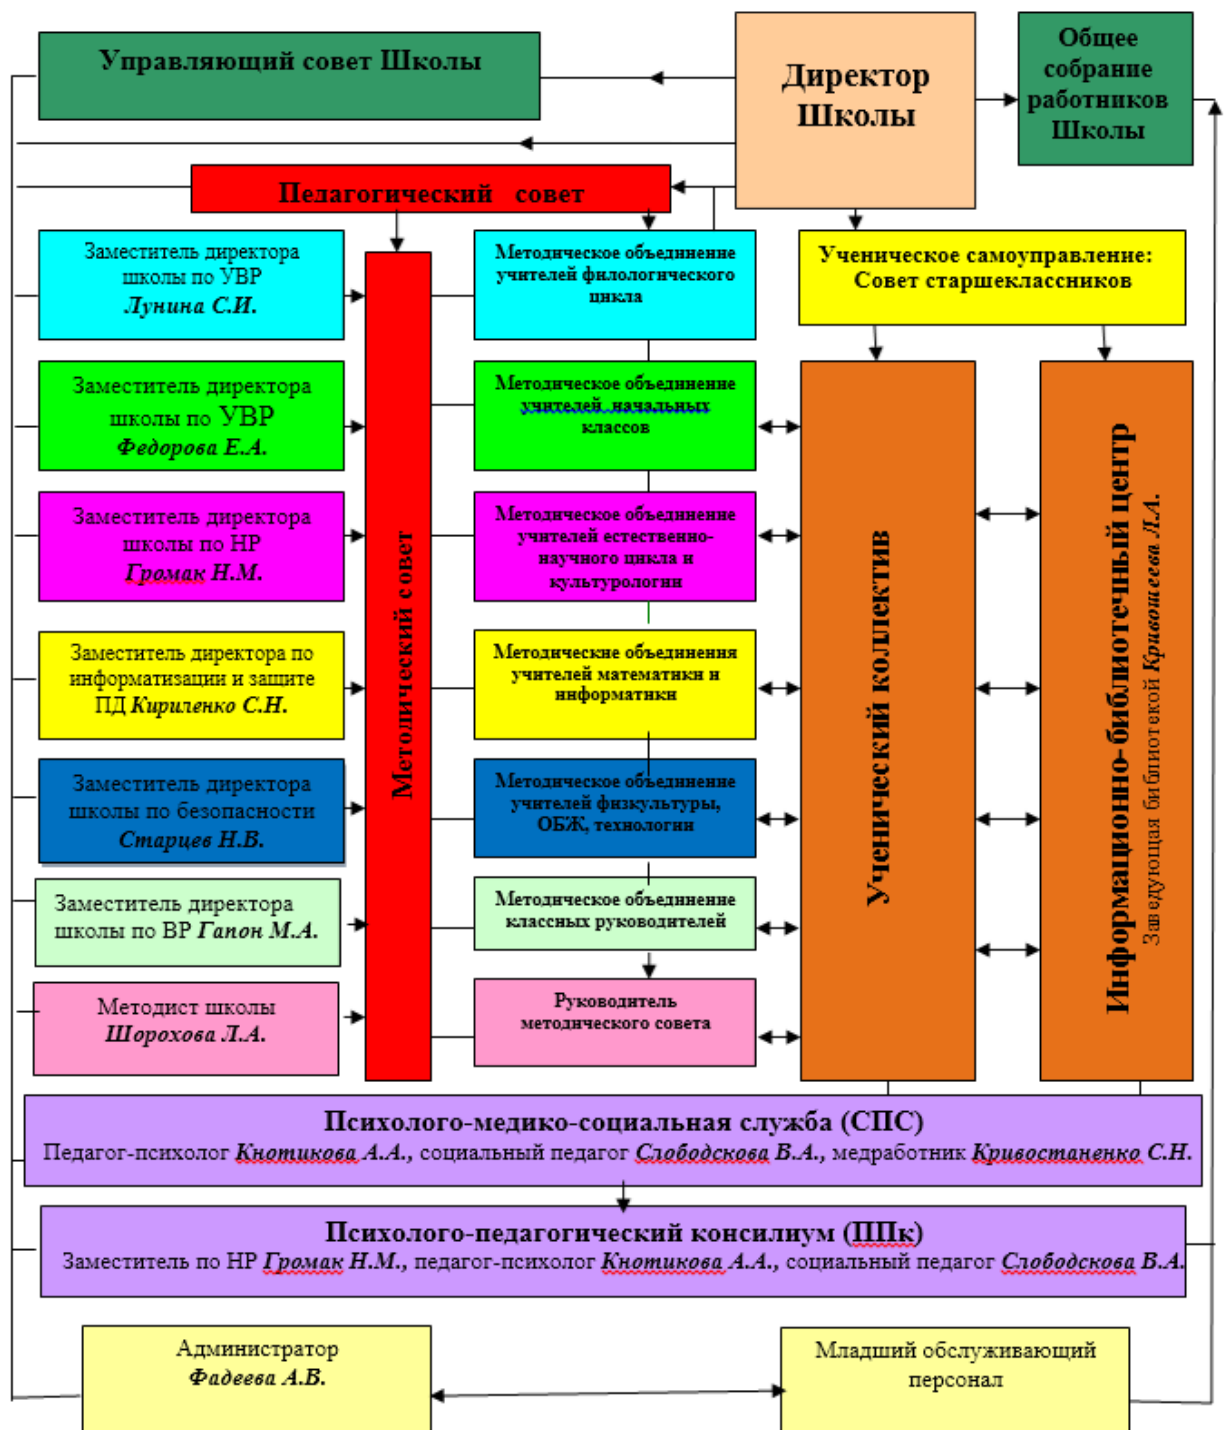 Управляющий совет Школы
Директор
Школы
Общее
собрание
работников
Школы
Педагогический совет
Заместитель директора
школы по УВР
Лунина С.И.
Методическое объединение
учителей филологического
цикла
Ученическое самоуправление:
Совет старшеклассников
Заместитель директора
школы по УВР
Федорова Е.А.
Методическое объединение
учителей начальных
классов
Заместитель директора
школы по НР
Громак Н.М.
Методическое объединение
учителей естественно-
научного цикла и
культурологии
Заместитель директора по
информатизации и защите
ПД Кириленко С.Н.
Методические объединения
учителей математики и
информатики
Заместитель директора
школы по безопасности
Старцев Н.В.
Методическое объединение
учителей физкультуры,
ОБЖ, технологии
Заместитель директора
школы по ВР Гапон М.А.
Методическое объединение
классных руководителей
Методист школы
Шорохова Л.А.
Руководитель
методического совета
Методический совет
Ученический коллектив
Информационно-библиотечный центр
Заведующая библиотекой Кривошеева Л.А.
Психолого-медико-социальная служба (СПС)
Педагог-психолог Кнотикова А.А., социальный педагог Слободскова В.А., медработник Кривостаненко С.Н.
Психолого-педагогический консилиум (ППк)
Заместитель по НР Громак Н.М., педагог-психолог Кнотикова А.А., социальный педагог Слободскова В.А.
Администратор
Фадеева А.В.
Младший обслуживающий
персонал